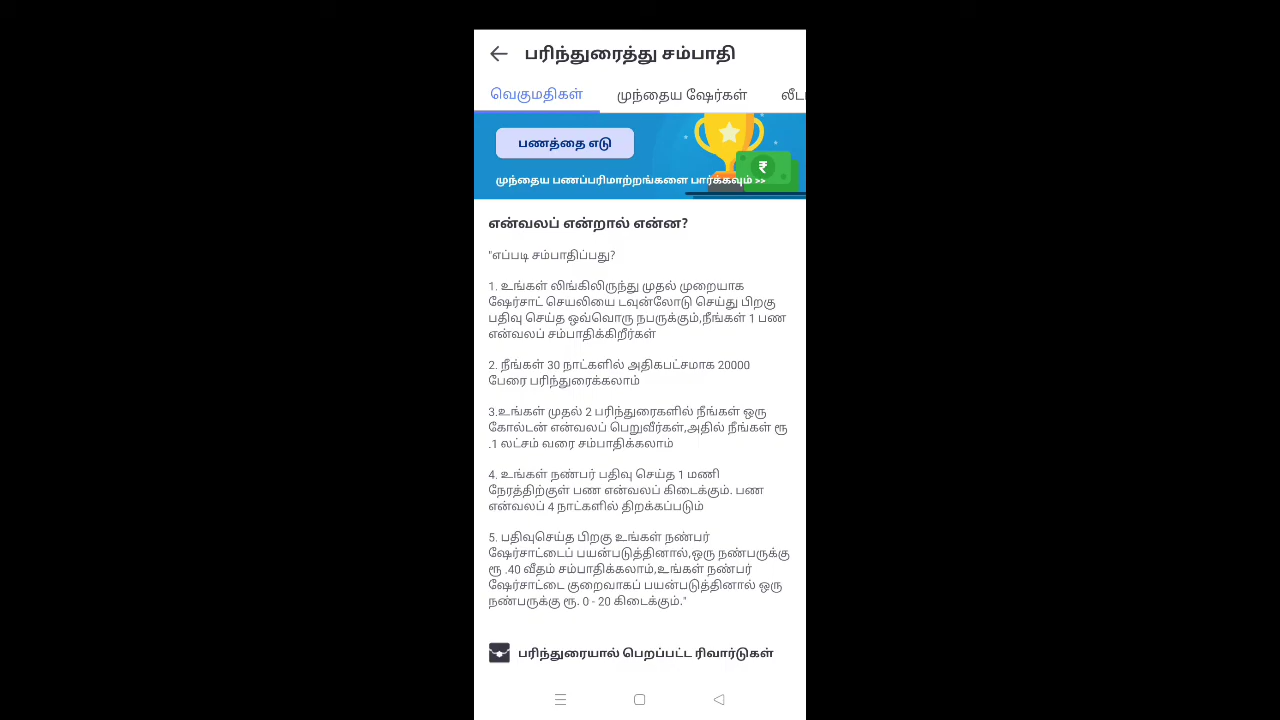 பரிந்துரைத்து சம்பாதி
வெகுமதிகள் முந்தைய ஷேர்கள்
பணத்தை எடு
₹
முந்தைய பணப்பரிமாற்றங்களை பார்க்கவும் >>
என்வலப் என்றால் என்ன?
"எப்படி சம்பாதிப்பது?
1. உங்கள் லிங்கிலிருந்து முதல் முறையாக
ஷேர்சாட் செயலியை டவுன்லோடு செய்து பிறகு
பதிவு செய்த ஒவ்வொரு நபருக்கும்,நீங்கள் 1 பண
என்வலப் சம்பாதிக்கிறீர்கள்
2. நீங்கள் 30 நாட்களில் அதிகபட்சமாக 20000
பேரை பரிந்துரைக்கலாம்
3.உங்கள் முதல் 2 பரிந்துரைகளில் நீங்கள் ஒரு
கோல்டன் என்வலப் பெறுவீர்கள்,அதில் நீங்கள் ரூ
.1 லட்சம் வரை சம்பாதிக்கலாம்
4. உங்கள் நண்பர் பதிவு செய்த 1 மணி
நேரத்திற்குள் பண என்வலப் கிடைக்கும். பண
என்வலப் 4 நாட்களில் திறக்கப்படும்
5. பதிவுசெய்த பிறகு உங்கள் நண்பர்
ஷேர்சாட்டைப் பயன்படுத்தினால்,ஒரு நண்பருக்கு
ரூ .40 வீதம் சம்பாதிக்கலாம்,உங்கள் நண்பர்
ஷேர்சாட்டை குறைவாகப் பயன்படுத்தினால் ஒரு
நண்பருக்கு ரூ. 0 - 20 கிடைக்கும்."
பரிந்துரையால் பெறப்பட்ட ரிவார்டுகள்